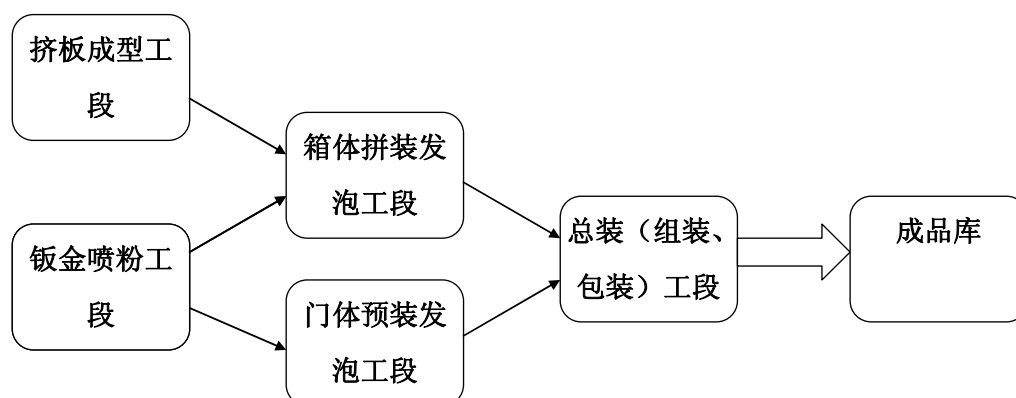 挤板成型工
段
钣金喷粉工
段
箱体拼装发
泡工段
门体预装发
泡工段
总装（组装、
包装）工段
成品库